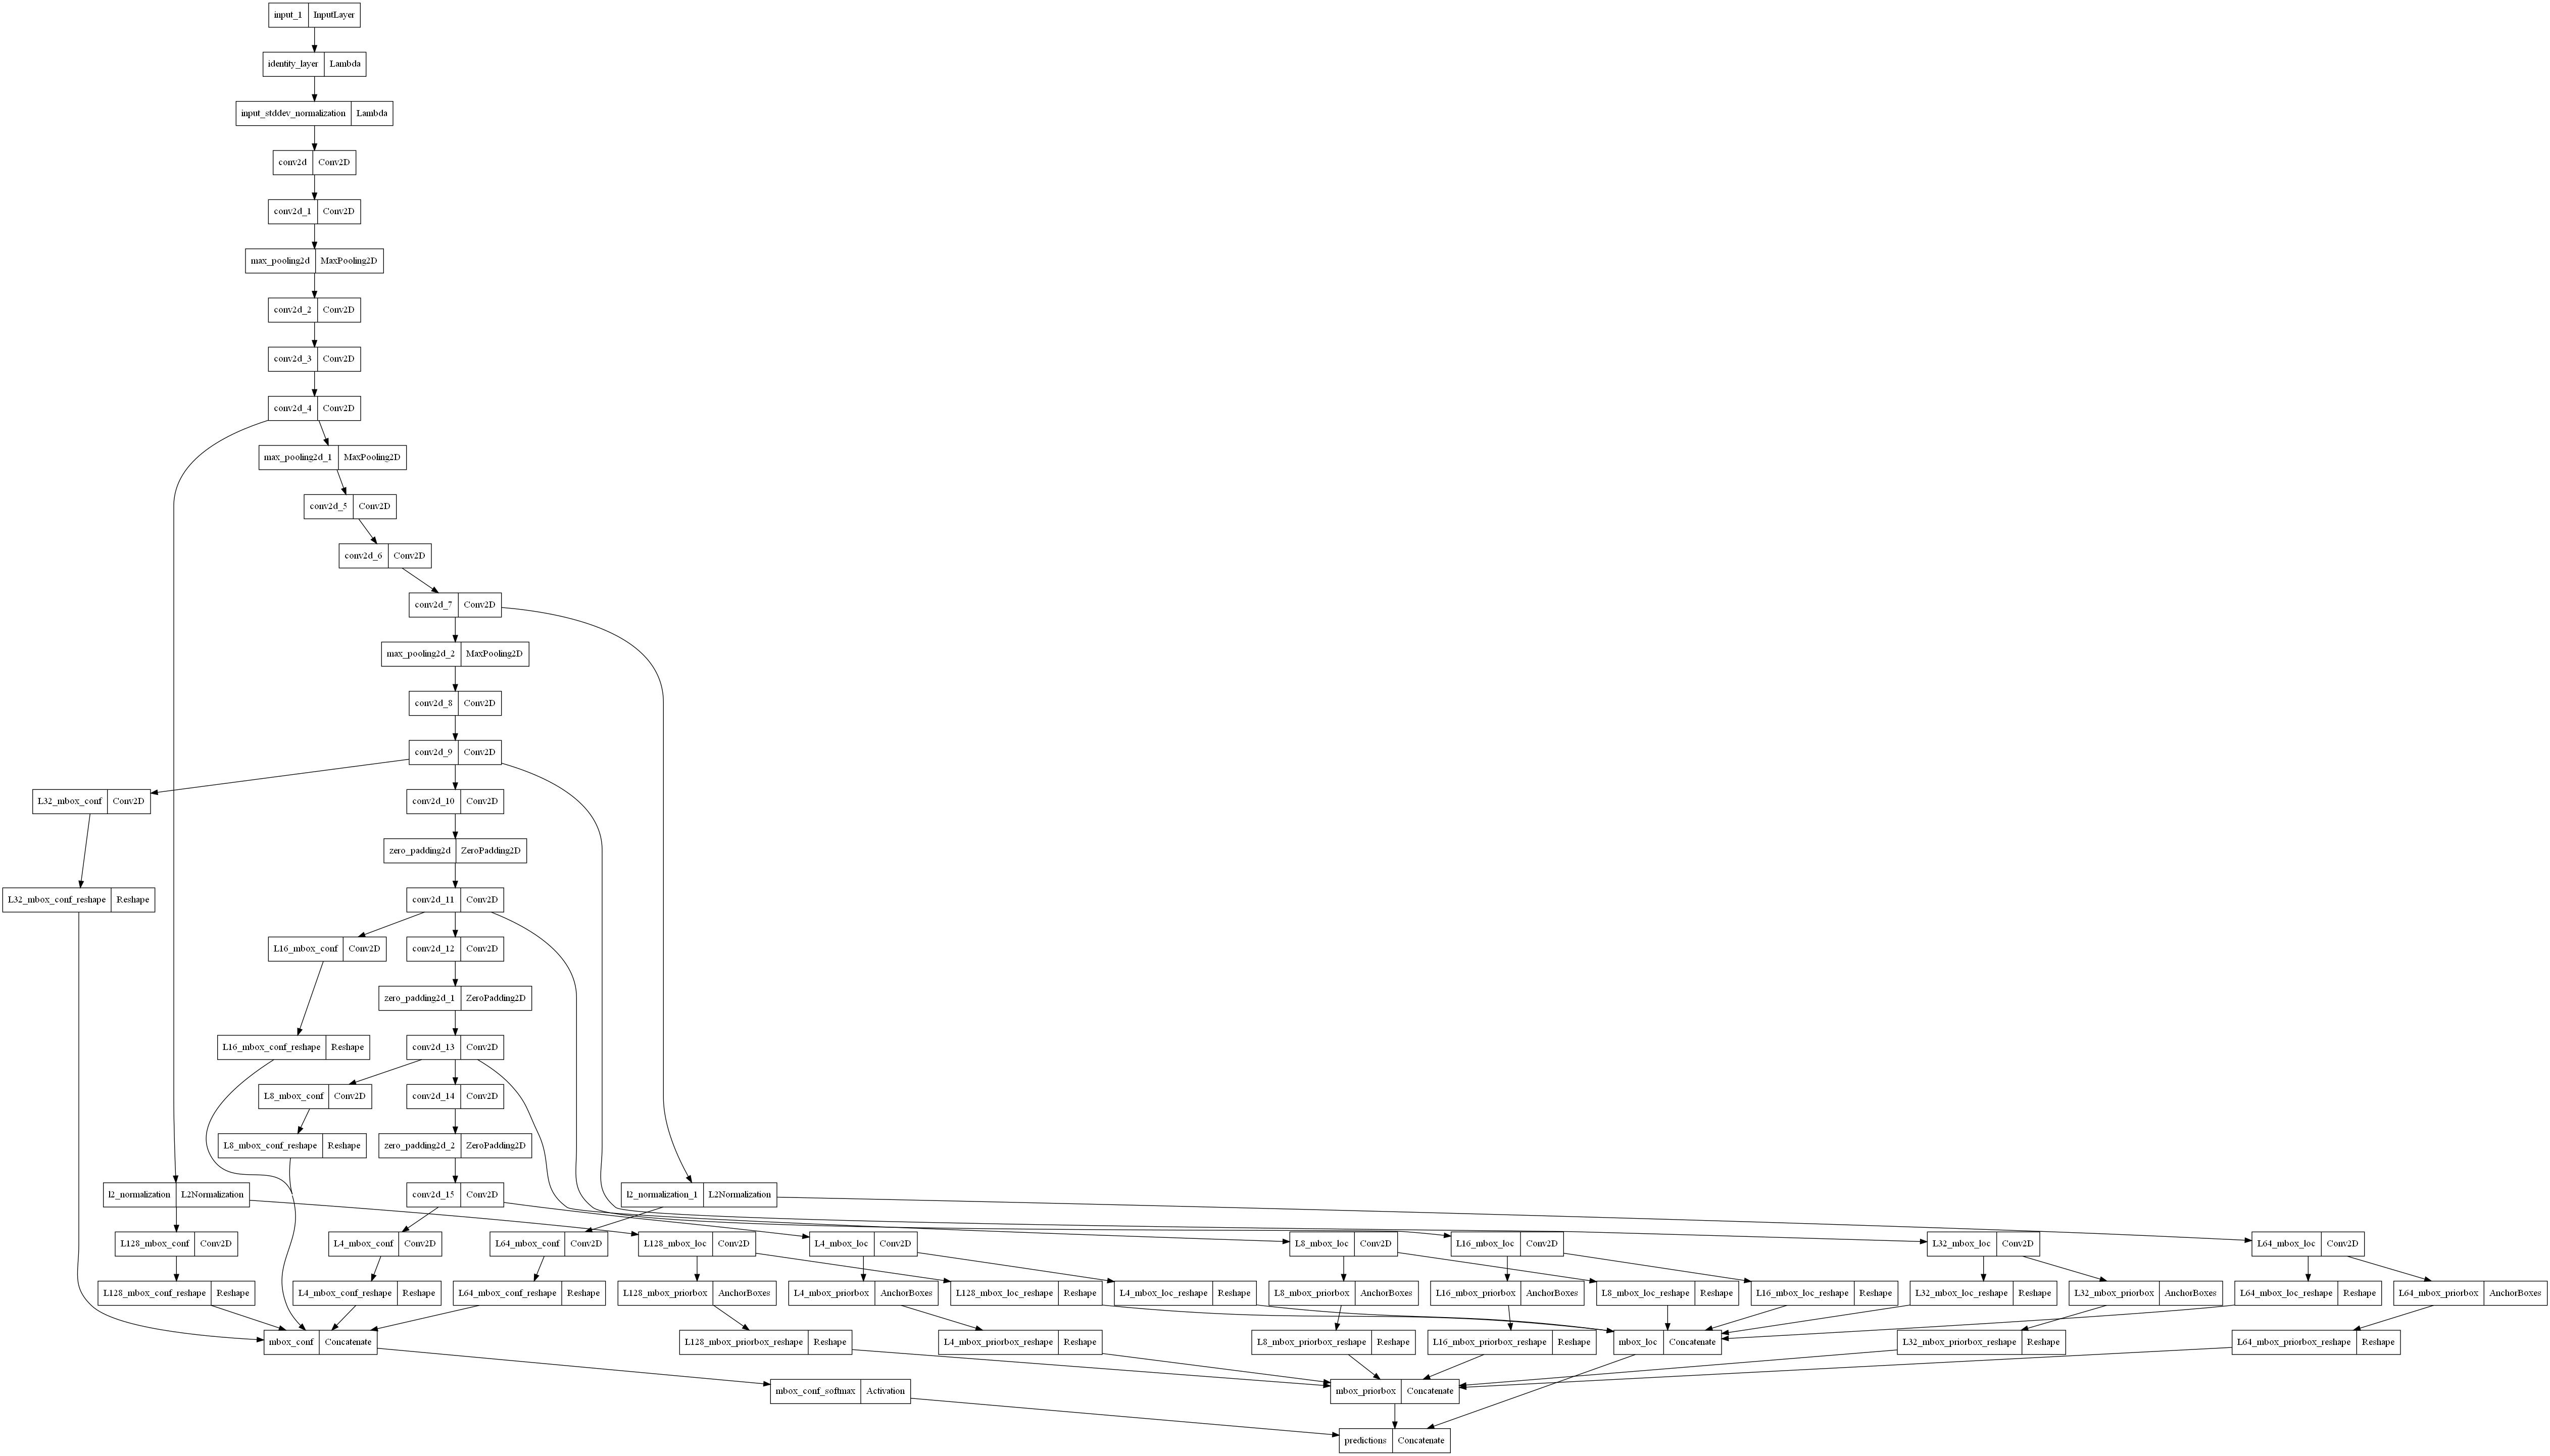 input_1 InputLayer
identity_layer Lambda
input_stddev_normalization Lambda
conv2d Conv2D
conv2d_1 Conv2D
max_pooling2d MaxPooling2D
conv2d_2 Conv2D
conv2d_3 Conv2D
conv2d_4 Conv2D
max_pooling2d_1 MaxPooling2D
conv2d_5 Conv2D
conv2d_6 Conv2D
conv2d_7 Conv2D
max_pooling2d_2 MaxPooling2D
conv2d_8 Conv2D
conv2d_9 Conv2D
L32_mbox_conf Conv2D conv2d_10 Conv2D
zero_padding2d ZeroPadding2D
L32_mbox_conf_reshape Reshape conv2d_11 Conv2D
L16_mbox_conf Conv2D conv2d_12 Conv2D
zero_padding2d_1 ZeroPadding2D
L16_mbox_conf_reshape Reshape conv2d_13 Conv2D
L8_mbox_conf Conv2D conv2d_14 Conv2D
L8_mbox_conf_reshape Reshape zero_padding2d_2 ZeroPadding2D
l2_normalization L2Normalization conv2d_15 Conv2D l2_normalization_1 L2Normalization
L128_mbox_conf Conv2D L4_mbox_conf Conv2D L64_mbox_conf Conv2D L128_mbox_loc Conv2D L4_mbox_loc Conv2D L8_mbox_loc Conv2D L16_mbox_loc Conv2D L32_mbox_loc Conv2D L64_mbox_loc Conv2D
L128_mbox_conf_reshape Reshape L4_mbox_conf_reshape Reshape L64_mbox_conf_reshape Reshape L128_mbox_priorbox AnchorBoxes L4_mbox_priorbox AnchorBoxes L128_mbox_loc_reshape Reshape L4_mbox_loc_reshape Reshape L8_mbox_priorbox AnchorBoxes L16_mbox_priorbox AnchorBoxes L8_mbox_loc_reshape Reshape L16_mbox_loc_reshape Reshape L32_mbox_loc_reshape Reshape L32_mbox_priorbox AnchorBoxes L64_mbox_loc_reshape Reshape L64_mbox_priorbox AnchorBoxes
mbox_conf Concatenate L128_mbox_priorbox_reshape Reshape L4_mbox_priorbox_reshape Reshape L8_mbox_priorbox_reshape Reshape L16_mbox_priorbox_reshape Reshape mbox_loc Concatenate L32_mbox_priorbox_reshape Reshape L64_mbox_priorbox_reshape Reshape
mbox_conf_softmax Activation mbox_priorbox Concatenate
predictions Concatenate